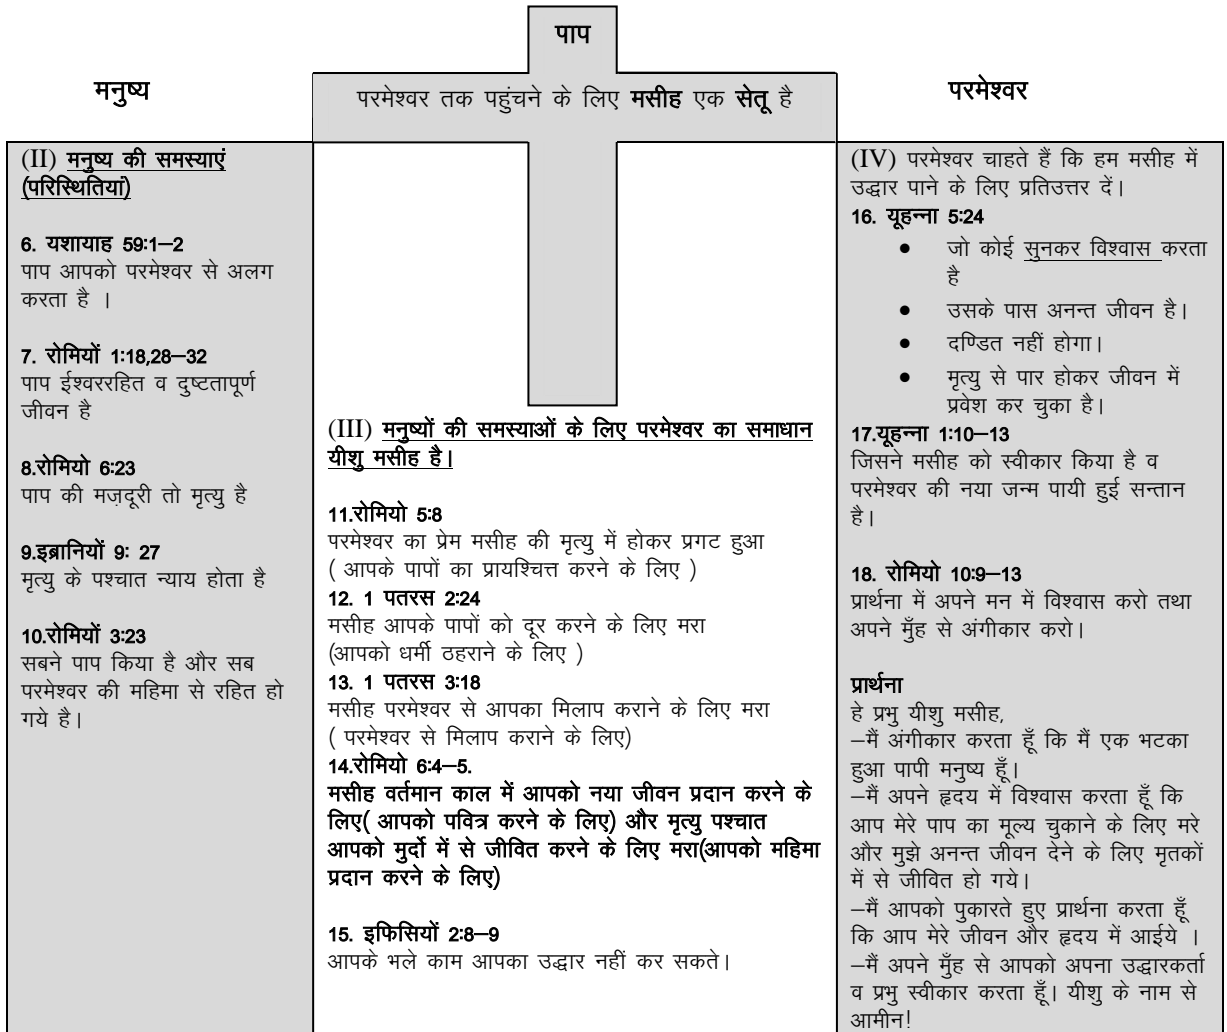 पाप
मनुष्य
परमेश्वर तक पहुंचने के लिए मसीह एक सेतू है
परमेश्वर
(II) मनुष्य की समस्याएं
(परिस्थितियां)
6. यशायाह 59:1–2
पाप आपको परमेश्वर से अलग
करता है ।
7. रोमियों 1:18,28–32
पाप ईश्वररहित व दुष्टतापूर्ण
जीवन है
8.रोमियो 6:23
पाप की मज़दूरी तो मृत्यु है
9.इब्रानियों 9: 27
मृत्यु के पश्चात न्याय होता है
10.रोमियों 3:23
सबने पाप किया है और सब
परमेश्वर की महिमा से रहित हो
गये है।
(III) मनुष्यों की समस्याओं के लिए परमेश्वर का समाधान
यीशु मसीह है।
11.रोमियो 5:8
परमेश्वर का प्रेम मसीह की मृत्यु में होकर प्रगट हुआ
( आपके पापों का प्रायश्चित्त करने के लिए )
12. 1 पतरस 2:24
मसीह आपके पापों को दूर करने के लिए मरा
(आपको धर्मी ठहराने के लिए )
13. 1 पतरस 3:18
मसीह परमेश्वर से आपका मिलाप कराने के लिए मरा
( परमेश्वर से मिलाप कराने के लिए)
14.रोमियो 6:4–5.
मसीह वर्तमान काल में आपको नया जीवन प्रदान करने के
लिए( आपको पवित्र करने के लिए) और मृत्यु पश्चात
आपको मुर्दो में से जीवित करने के लिए मरा(आपको महिमा
प्रदान करने के लिए)
15. इफिसियों 2:8–9
आपके भले काम आपका उद्धार नहीं कर सकते।
(IV) परमेश्वर चाहते हैं कि हम मसीह में
उद्धार पाने के लिए प्रतिउत्तर दें।
16. यूहन्ना 5:24
• जो कोई सुनकर विश्वास करता
है
• उसके पास अनन्त जीवन है।
• दण्डित नहीं होगा।
• मृत्यु से पार होकर जीवन में
प्रवेश कर चुका है।
17.यूहन्ना 1:10–13
जिसने मसीह को स्वीकार किया है व
परमेश्वर की नया जन्म पायी हुई सन्तान
है।
18. रोमियो 10:9–13
प्रार्थना में अपने मन में विश्वास करो तथा
अपने मुँह से अंगीकार करो।
प्रार्थना
हे प्रभु यीशु मसीह,
–मैं अंगीकार करता हूँ कि मैं एक भटका
हुआ पापी मनुष्य हूँ।
–मैं अपने हृदय में विश्वास करता हूँ कि
आप मेरे पाप का मूल्य चुकाने के लिए मरे
और मुझे अनन्त जीवन देने के लिए मृतकों
में से जीवित हो गये।
–मैं आपको पुकारते हुए प्रार्थना करता हूँ
कि आप मेरे जीवन और हृदय में आईये ।
–मैं अपने मुँह से आपको अपना उद्धारकर्ता
व प्रभु स्वीकार करता हूँ। यीशु के नाम से
आमीन!